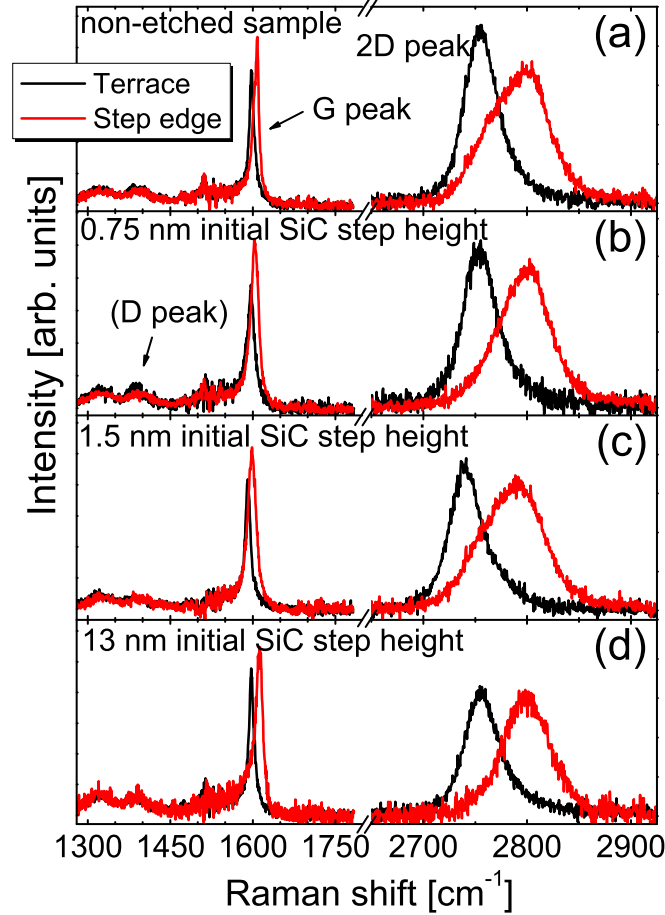 non-etched sample
(a)
2D peak
Terrace
Step edge
G peak
0.75 nm initial SiC step height
(b)
(D peak)
1.5 nm initial SiC step height
(c)
13 nm initial SiC step height
(d)
Intensity [arb. units]
1300 1450 1600 1750 2700 2800 2900
Raman shift [cm⁻¹]